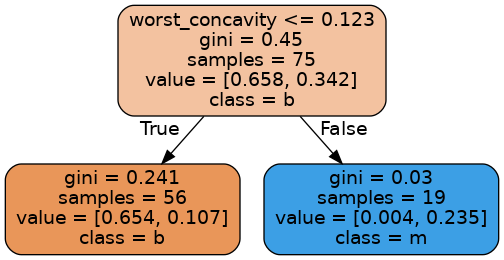 worst_concavity <= 0.123
gini = 0.45
samples = 75
value = [0.658, 0.342]
class = b
True
False
gini = 0.241
samples = 56
value = [0.654, 0.107]
class = b
gini = 0.03
samples = 19
value = [0.004, 0.235]
class = m